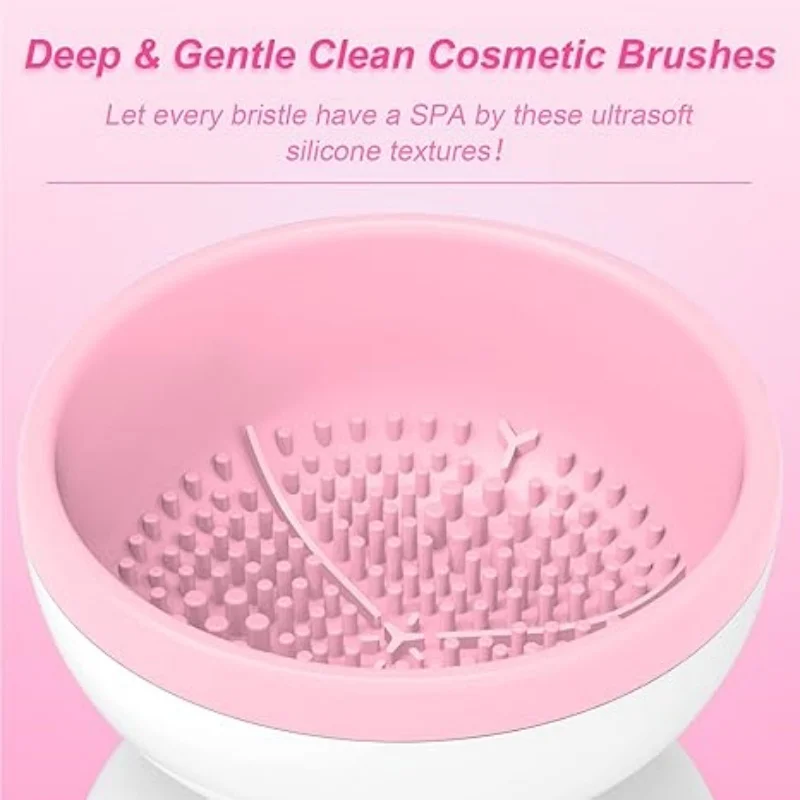 Deep & Gentle Clean Cosmetic Brushes
Let every bristle have a SPA by these ultrasoft
silicone textures!